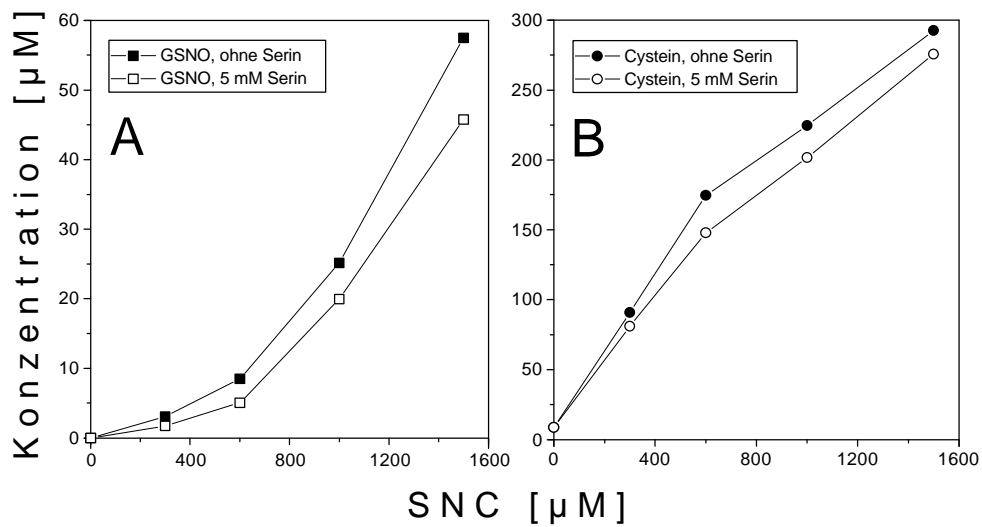 Konzentration [µM]
60
50
40
30
20
10
0
0 400 800 1200 1600
GSNO, ohne Serin
GSNO, 5 mM Serin
A
300
250
200
150
100
50
0
0 400 800 1200 1600
Cystein, ohne Serin
Cystein, 5 mM Serin
B
SNC [µM]